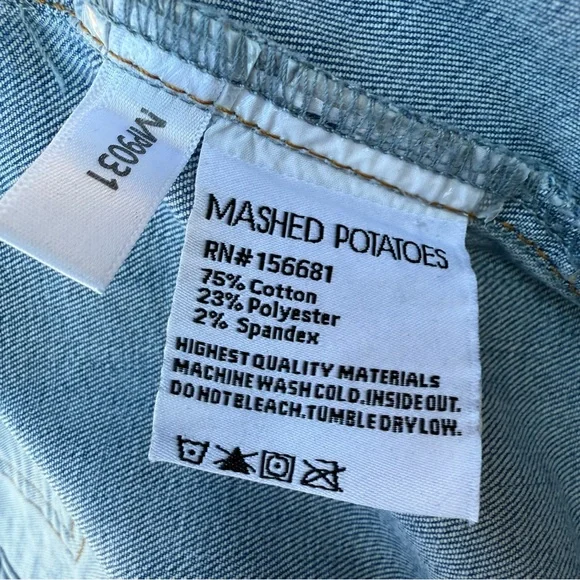 MP9031
MASHED POTATOES
RN# 156681
75% Cotton
23% Polyester
2% Spandex
HIGHEST QUALITY MATERIALS
MACHINE WASH COLD.INSIDE OUT.
DO NOT BLEACH.TUMBLE DRY LOW.